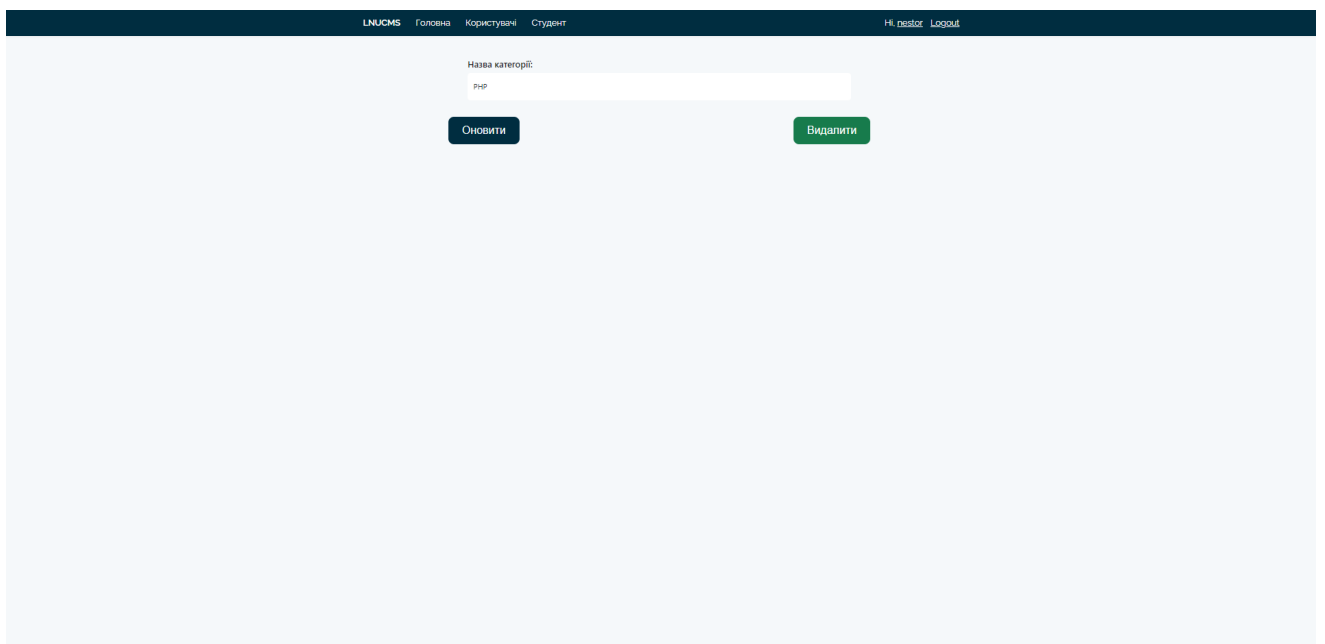 LNUCMS Головна Користувачі Студент Hi, nestor Logout
Назва категорії:
PHP
Оновити Видалити